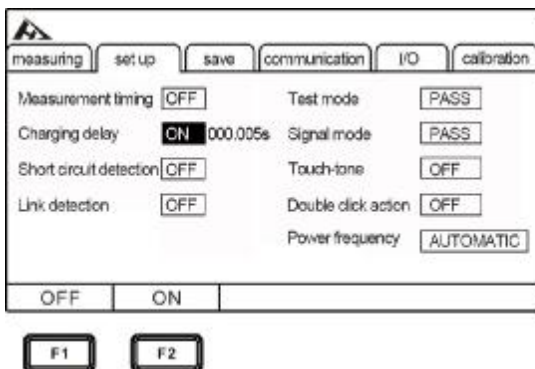 measuring set up save communication I/O calibration
Measurement timing OFF Test mode PASS
Charging delay ON 000.005s Signal mode PASS
Short circuit detection OFF Touch-tone OFF
Link detection OFF Double click action OFF
Power frequency AUTOMATIC
OFF ON
F1 F2